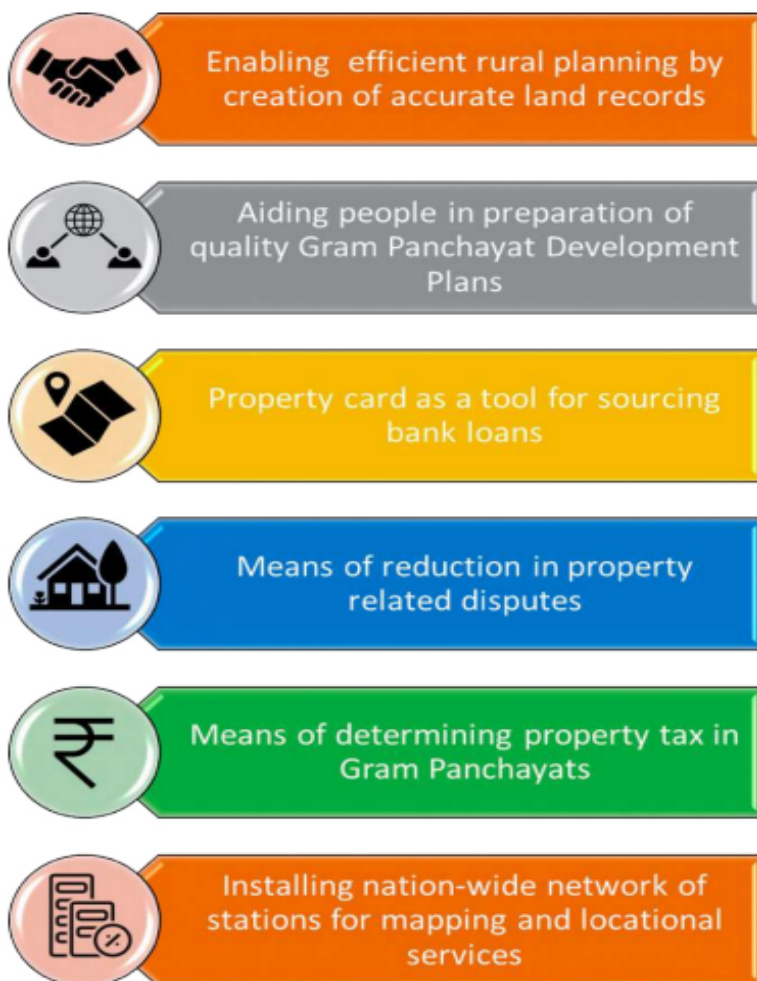 Enabling efficient rural planning by
creation of accurate land records
Aiding people in preparation of
quality Gram Panchayat Development
Plans
Property card as a tool for sourcing
bank loans
Means of reduction in property
related disputes
₹
Means of determining property tax in
Gram Panchayats
Installing nation-wide network of
stations for mapping and locational
services